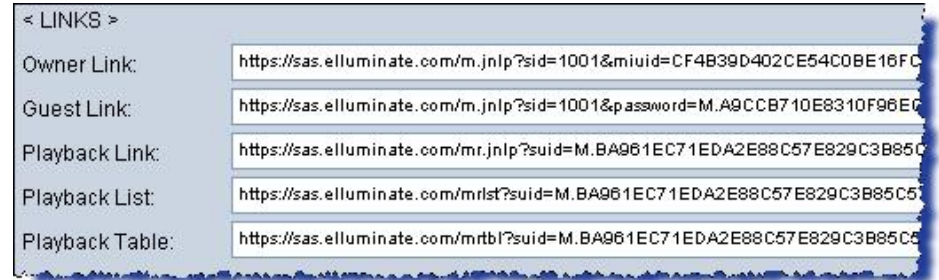 < LINKS >
Owner Link: https://sas.elluminate.com/m.jnlp?sid=1001&miuid=CF4B39D402CE54C0BE16FC
Guest Link: https://sas.elluminate.com/m.jnlp?sid=1001&password=M.A9CCB710E8310F96EC
Playback Link: https://sas.elluminate.com/mr.jnlp?suid=M.BA961EC71EDA2E88C57E829C3B85C
Playback List: https://sas.elluminate.com/mrlst?suid=M.BA961EC71EDA2E88C57E829C3B85C5
Playback Table: https://sas.elluminate.com/mrtbl?suid=M.BA961EC71EDA2E88C57E829C3B85C5